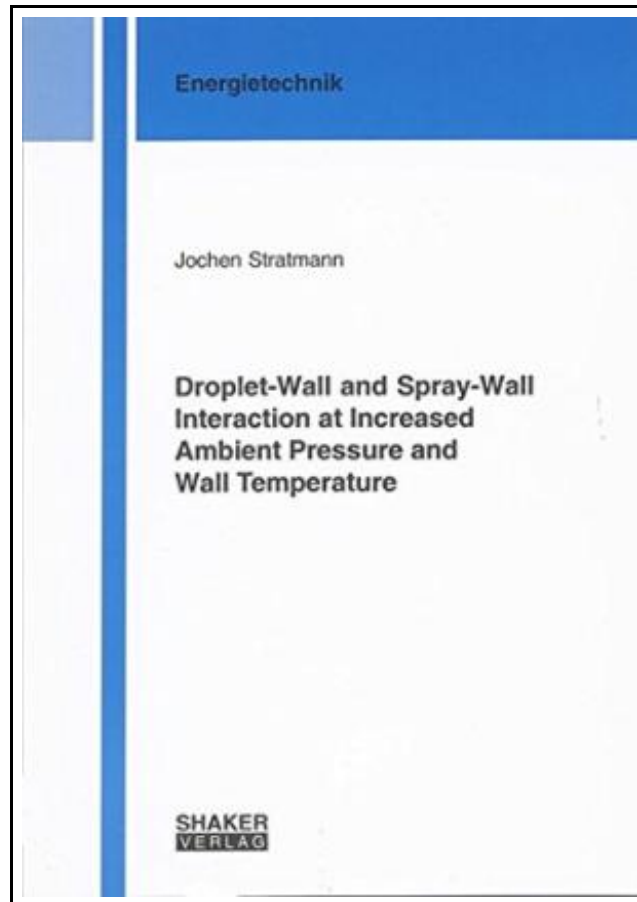 Energietechnik
Jochen Stratmann
Droplet-Wall and Spray-Wall
Interaction at Increased
Ambient Pressure and
Wall Temperature
SHAKER
VERLAG